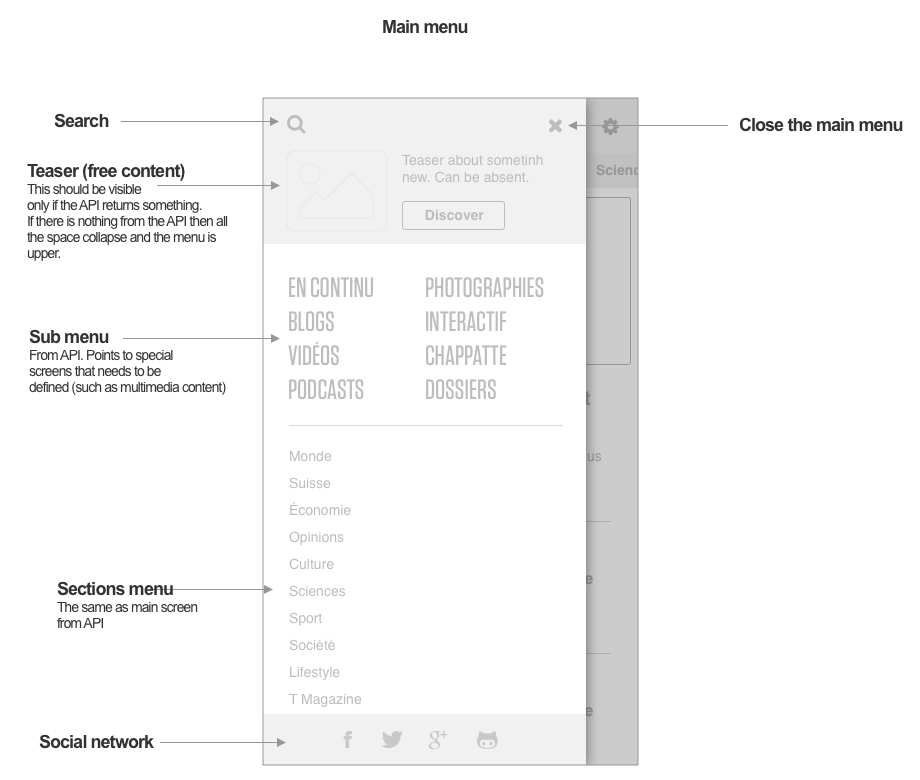 Main menu
Search
Close the main menu
Teaser (free content)
This should be visible
only if the API returns something.
If there is nothing from the API then all
the space collapse and the menu is
upper.
Teaser about sometinh
new. Can be absent.
Discover
Scienc
Sub menu
From API. Points to special
screens that needs to be
defined (such as multimedia content)
EN CONTINU
PHOTOGRAPHIES
BLOGS
INTERACTIF
VIDÉOS
CHAPPATTE
PODCASTS
DOSSIERS
t
us
e
e
Sections menu
The same as main screen
from API
Monde
Suisse
Économie
Opinions
Culture
Sciences
Sport
Société
Lifestyle
T Magazine
Social network
f
g+